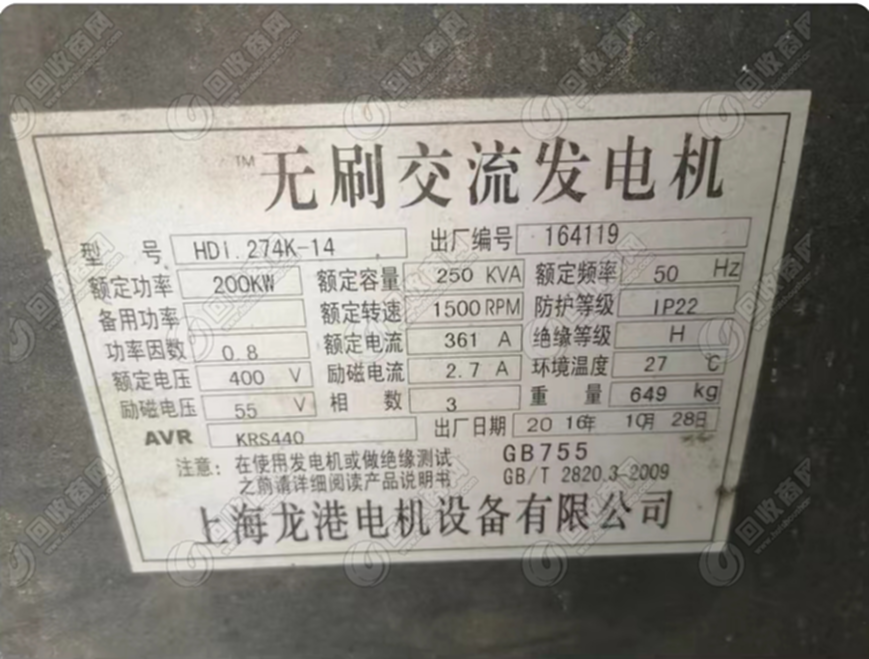 TM 无刷交流发电机
型 号 HDI.274K-14 出厂编号 164119
额定功率 200KW 额定容量 250 KVA 额定频率 50 Hz
备用功率 额定转速 1500 RPM 防护等级 IP22
功率因数 0.8 额定电流 361 A 绝缘等级 H
额定电压 400 V 励磁电流 2.7 A 环境温度 27 ℃
励磁电压 55 V 相 数 3 重 量 649 kg
AVR KRS440 出厂日期 2016年 10月 28日
注意: 在使用发电机或做绝缘测试 GB755
之前请详细阅读产品说明书 GB/T 2820.3-2009
上海龙港电机设备有限公司
回收商网